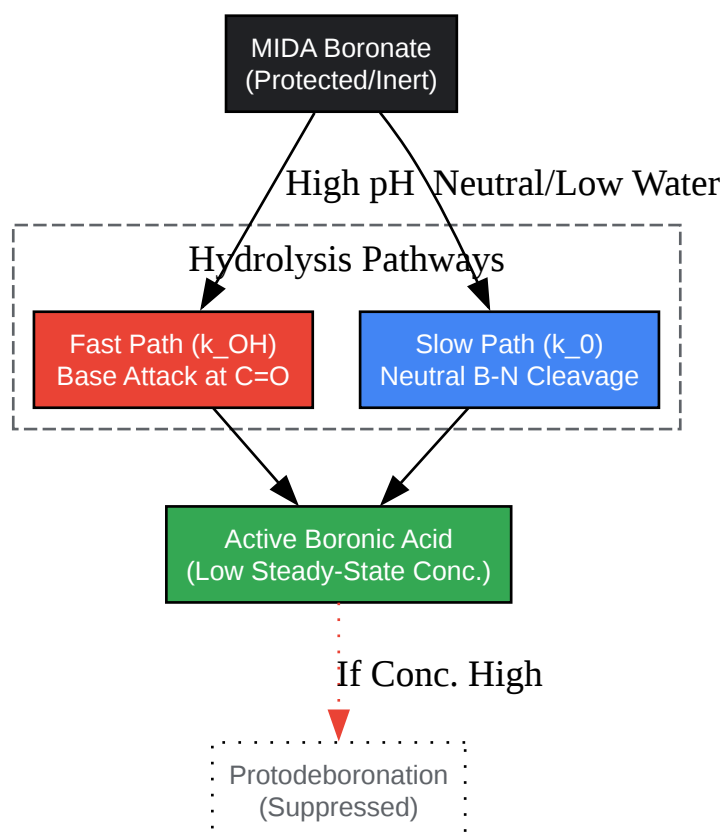 MIDA Boronate
(Protected/Inert)
High pH
Neutral/Low Water
Hydrolysis Pathways
Fast Path (k_OH)
Base Attack at C=O
Slow Path (k_0)
Neutral B-N Cleavage
Active Boronic Acid
(Low Steady-State Conc.)
If Conc. High
Protodeboronation
(Suppressed)